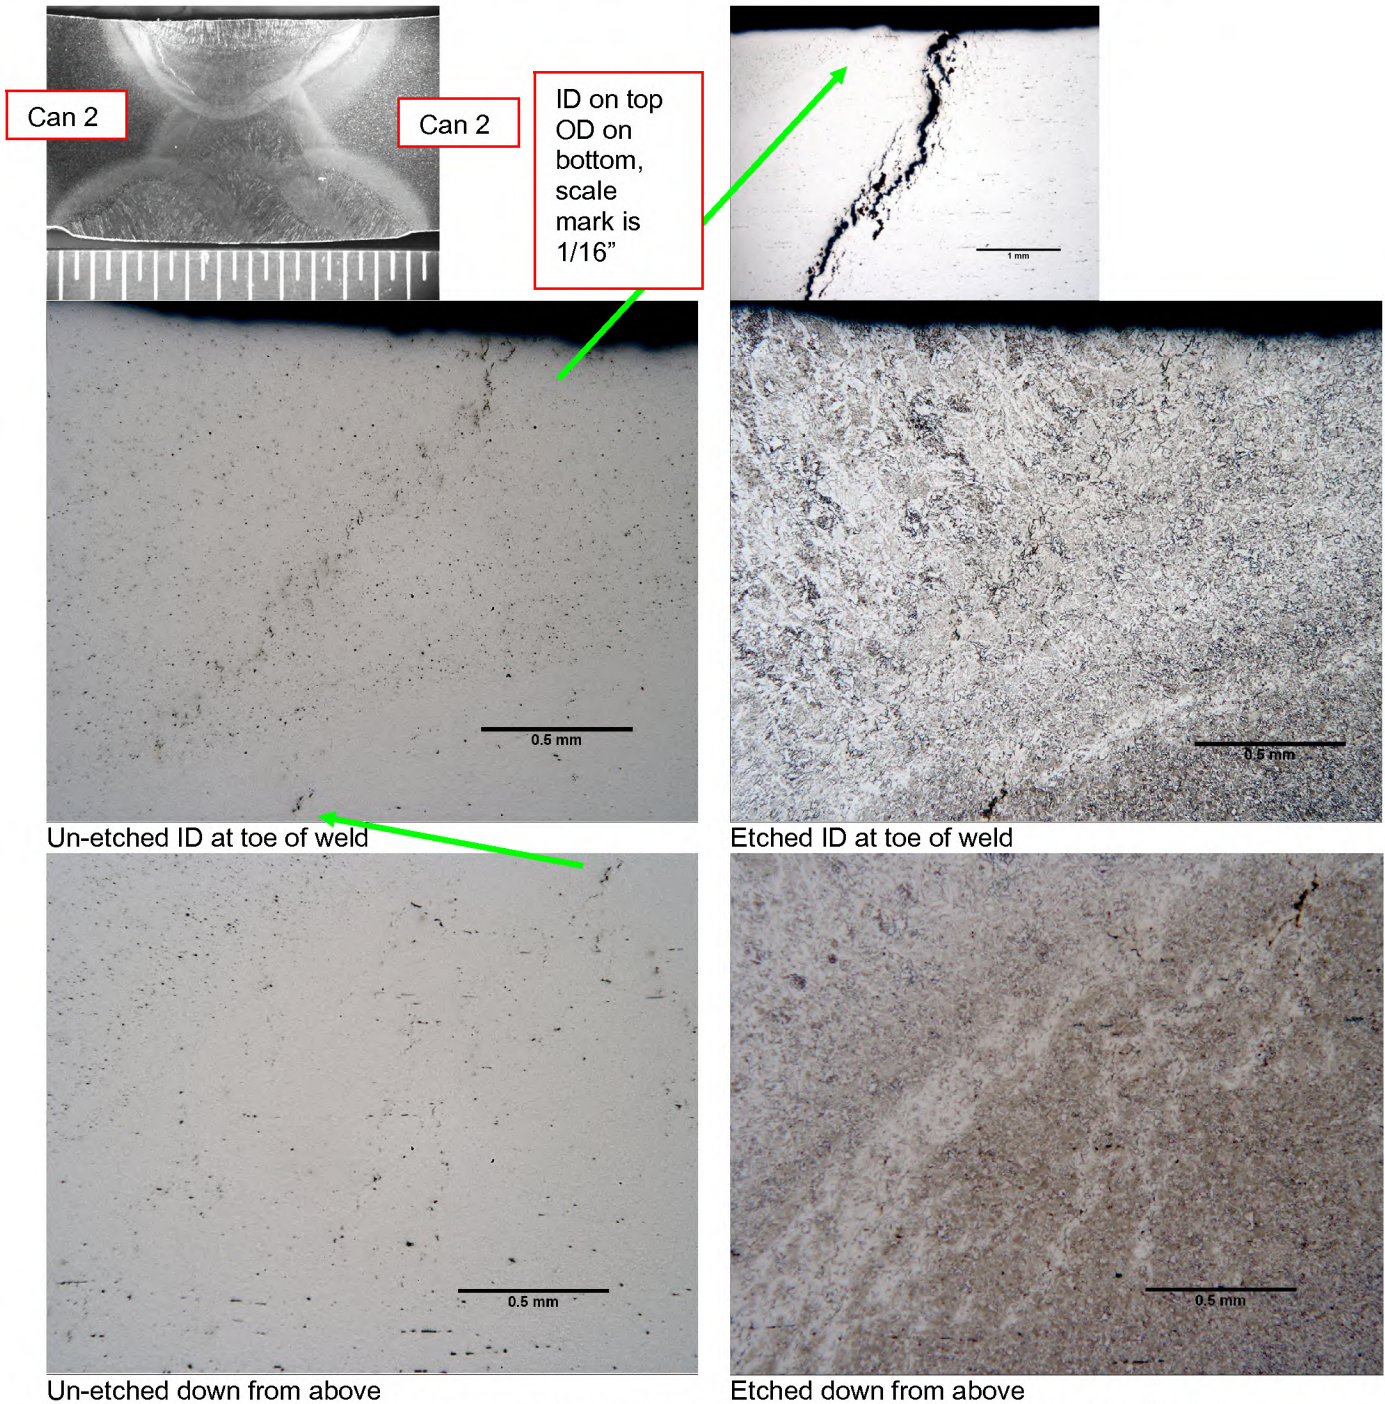 Can 2
Can 2
ID on top
OD on
bottom,
scale
mark is
1/16”
1 mm
0.5 mm
0.5 mm
Un-etched ID at toe of weld
Etched ID at toe of weld
0.5 mm
0.5 mm
Un-etched down from above
Etched down from above